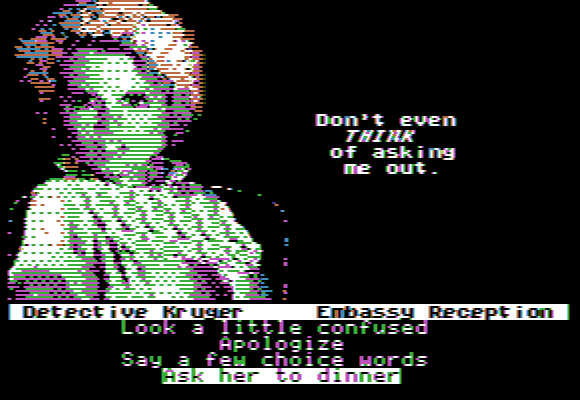 Don't even
THINK
of asking
me out.
Detective Kruger Embassy Reception
Look a little confused
Apologize
Say a few choice words
Ask her to dinner